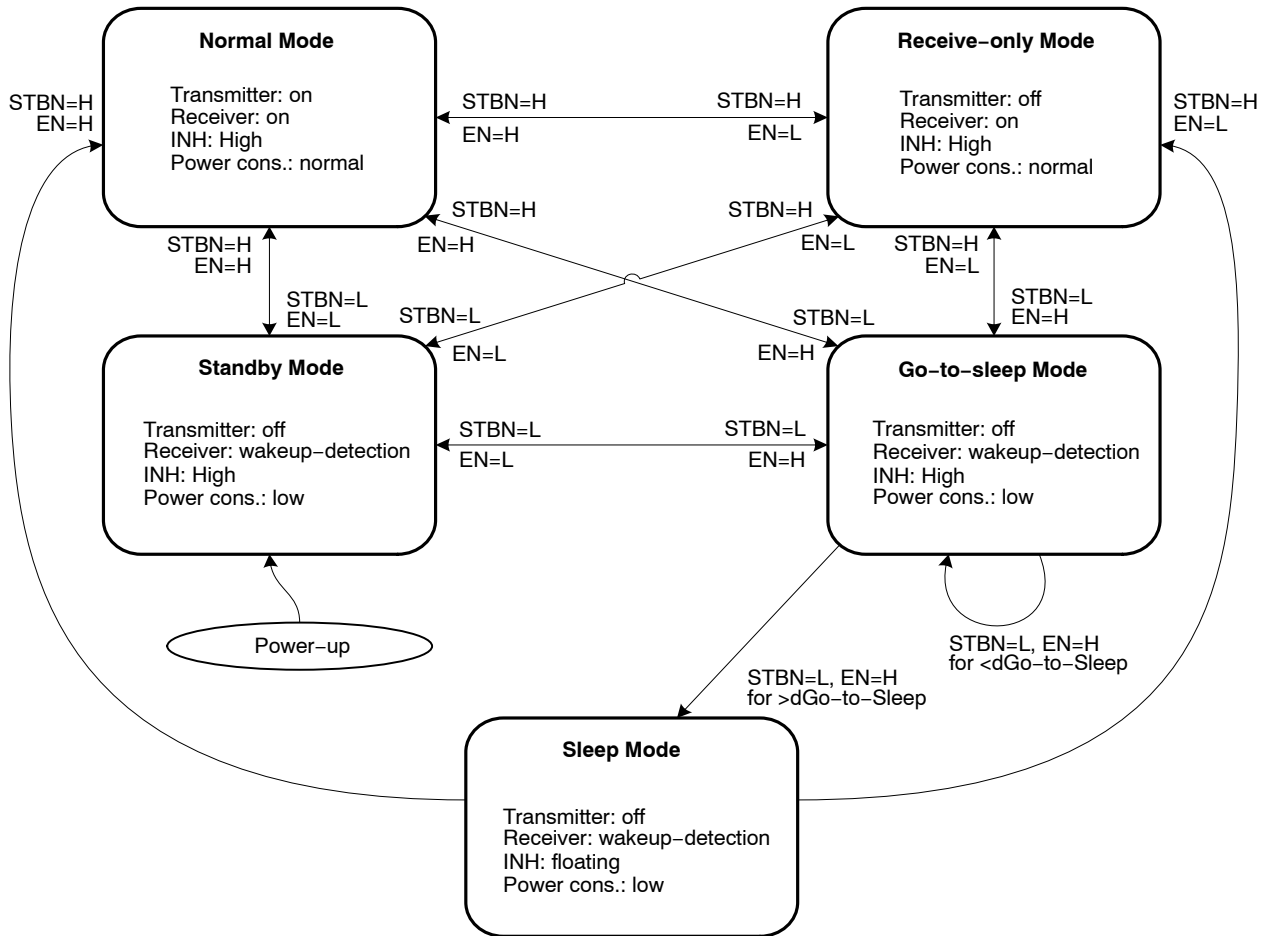 Normal Mode
Transmitter: on
Receiver: on
INH: High
Power cons.: normal
Receive−only Mode
Transmitter: off
Receiver: on
INH: High
Power cons.: normal
STBN=H
EN=H
STBN=H
EN=H
STBN=H
EN=L
STBN=H
EN=L
STBN=H
EN=H
STBN=H
EN=L
STBN=H
EN=H
STBN=H
EN=L
STBN=L
EN=L
STBN=L
EN=L
STBN=L
EN=H
STBN=L
EN=H
Standby Mode
Transmitter: off
Receiver: wakeup−detection
INH: High
Power cons.: low
STBN=L
EN=L
STBN=L
EN=H
Go−to−sleep Mode
Transmitter: off
Receiver: wakeup−detection
INH: High
Power cons.: low
Power−up
STBN=L, EN=H
for <dGo−to−Sleep
STBN=L, EN=H
for >dGo−to−Sleep
Sleep Mode
Transmitter: off
Receiver: wakeup−detection
INH: floating
Power cons.: low